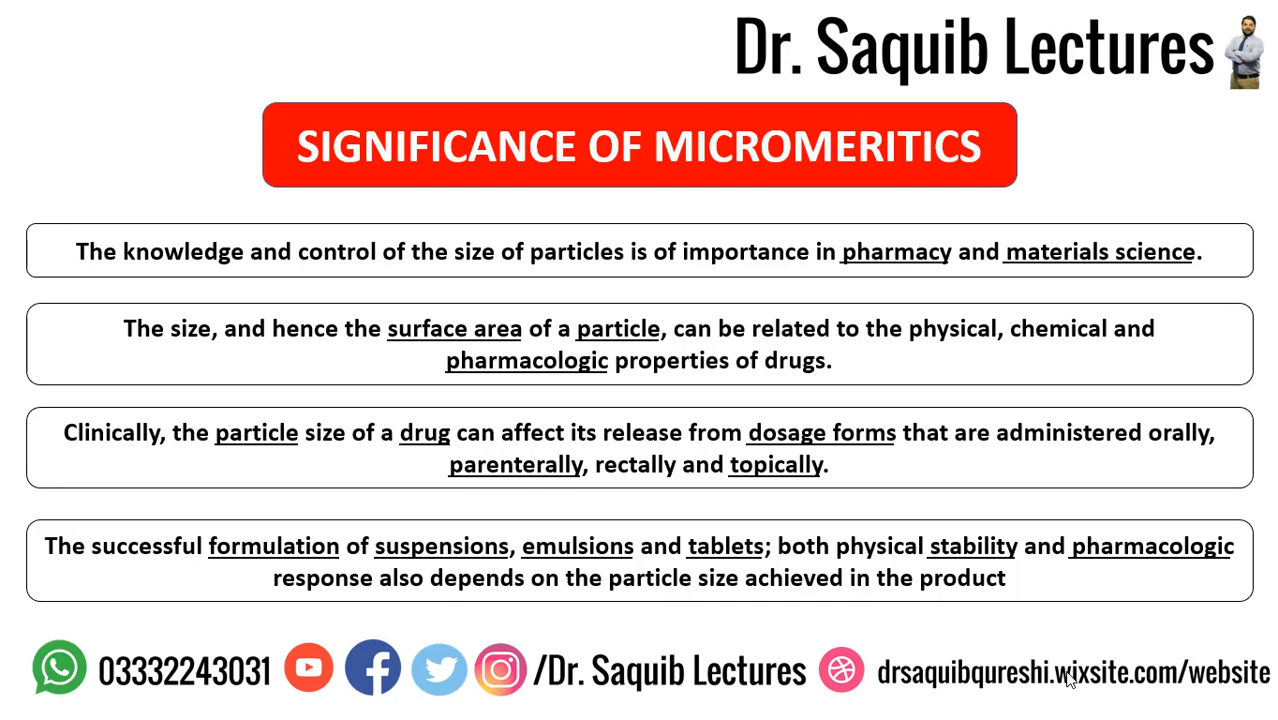 Dr. Saquib Lectures
SIGNIFICANCE OF MICROMERITICS
The knowledge and control of the size of particles is of importance in pharmacy and materials science.
The size, and hence the surface area of a particle, can be related to the physical, chemical and
pharmacologic properties of drugs.
Clinically, the particle size of a drug can affect its release from dosage forms that are administered orally,
parenterally, rectally and topically.
The successful formulation of suspensions, emulsions and tablets; both physical stability and pharmacologic
response also depends on the particle size achieved in the product
03332243031 /Dr. Saquib Lectures drsaquibqureshi.wixsite.com/website